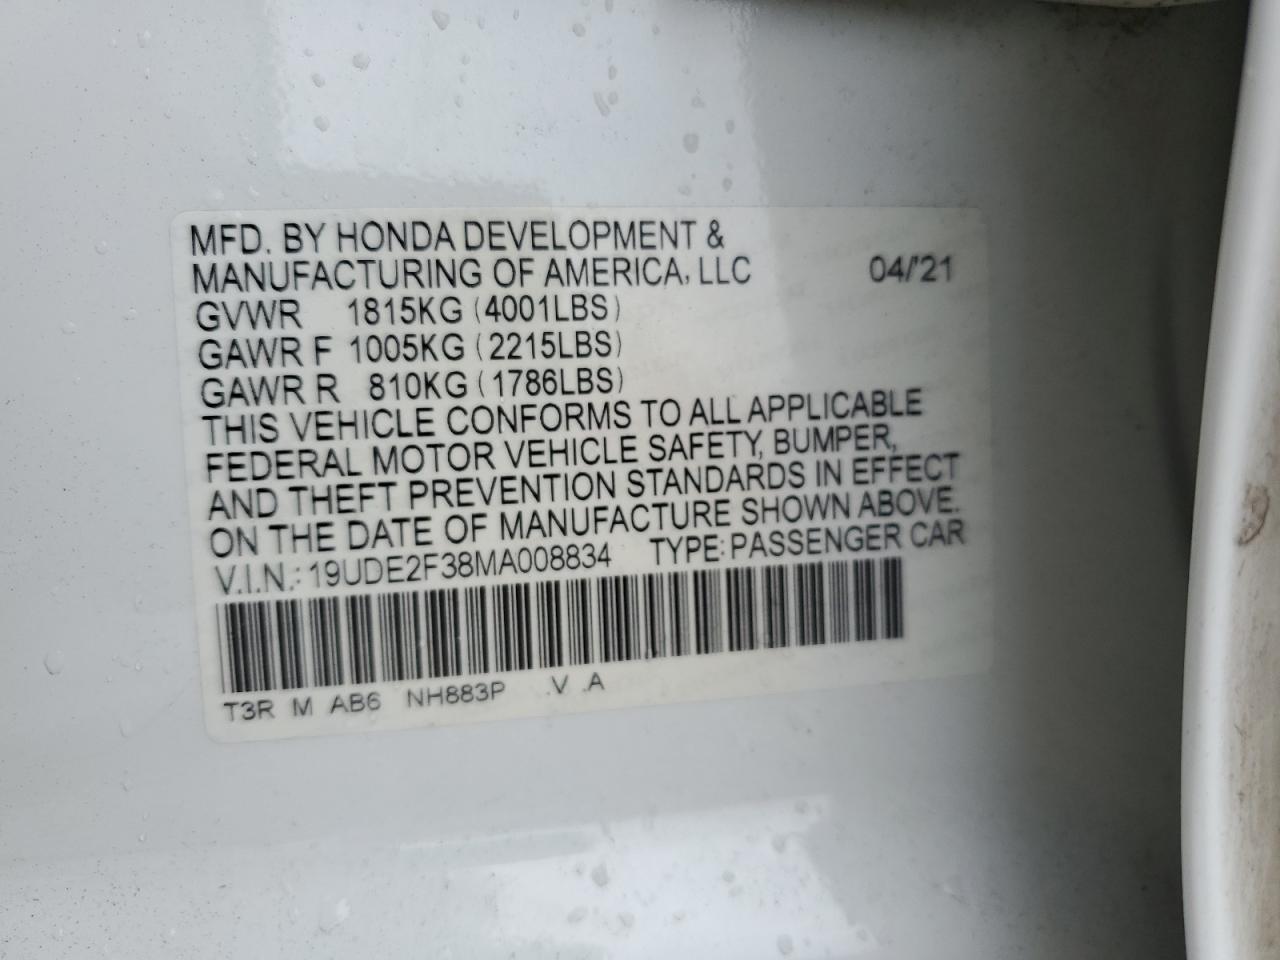 MFD. BY HONDA DEVELOPMENT &
MANUFACTURING OF AMERICA, LLC 04/'21
GVWR 1815KG (4001LBS)
GAWR F 1005KG (2215LBS)
GAWR R 810KG (1786LBS)
THIS VEHICLE CONFORMS TO ALL APPLICABLE
FEDERAL MOTOR VEHICLE SAFETY, BUMPER,
AND THEFT PREVENTION STANDARDS IN EFFECT
ON THE DATE OF MANUFACTURE SHOWN ABOVE.
V.I.N.: 19UDE2F38MA008834 TYPE: PASSENGER CAR
T3R M AB6 NH883P .V .A